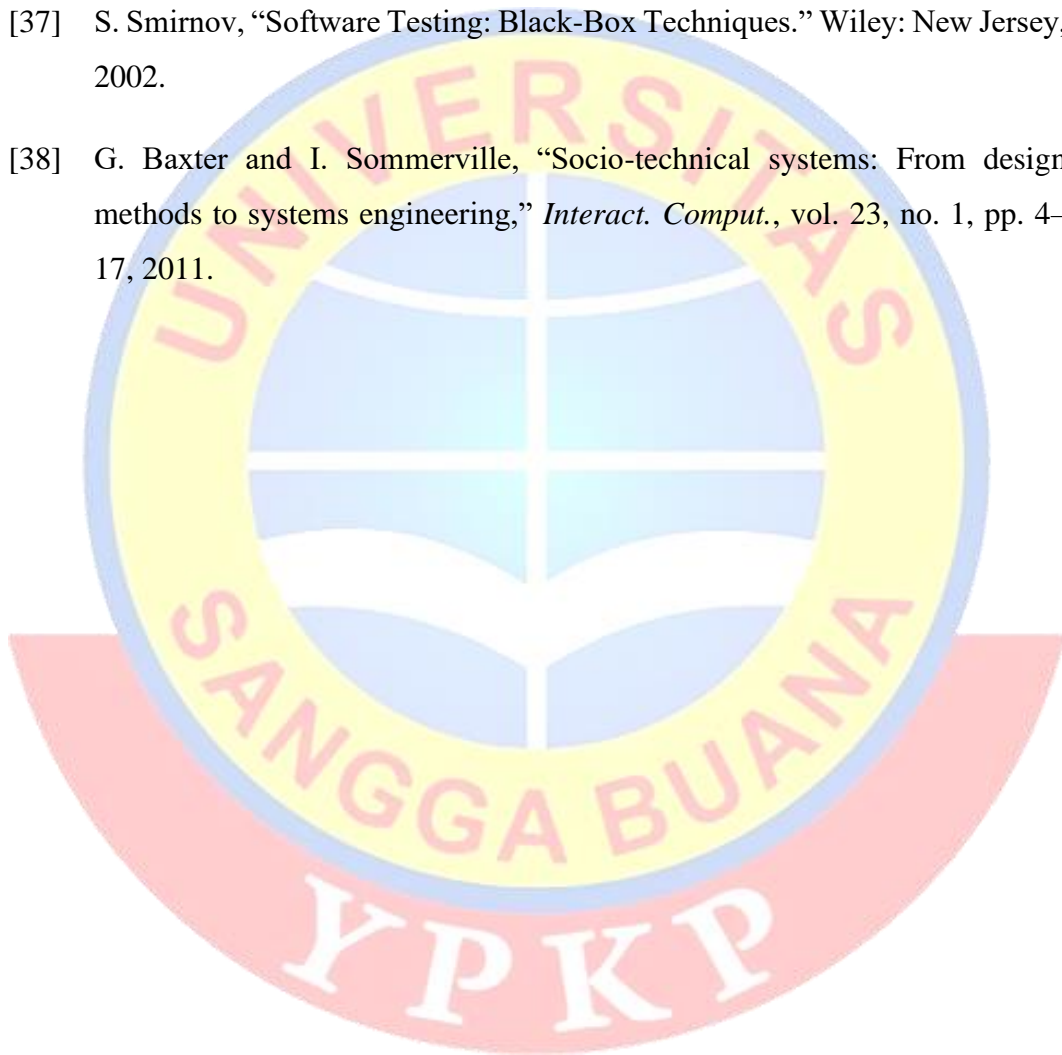 [37] S. Smirnov, “Software Testing: Black-Box Techniques.” Wiley: New Jersey,
2002.
[38] G. Baxter and I. Sommerville, “Socio-technical systems: From design
methods to systems engineering,” Interact. Comput., vol. 23, no. 1, pp. 4–
17, 2011.
UNIVERSITAS
SANGGA BUANA
YPKP